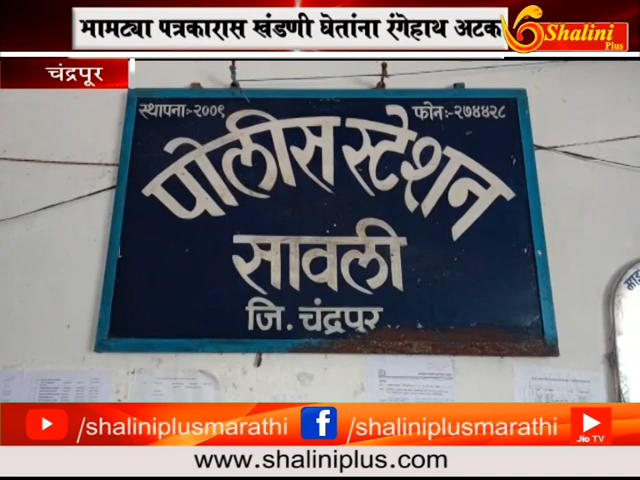 भामट्या पत्रकारास खंडणी घेतांना रंगेहाथ अटक
Shalini
Plus
चंद्रपूर
स्थापना:-२००९
फोन:-२७४४२८
पोलीस स्टेशन
सावली
जि. चंद्रपूर
/shaliniplusmarathi
/shaliniplusmarathi
Jio TV
www.shaliniplus.com